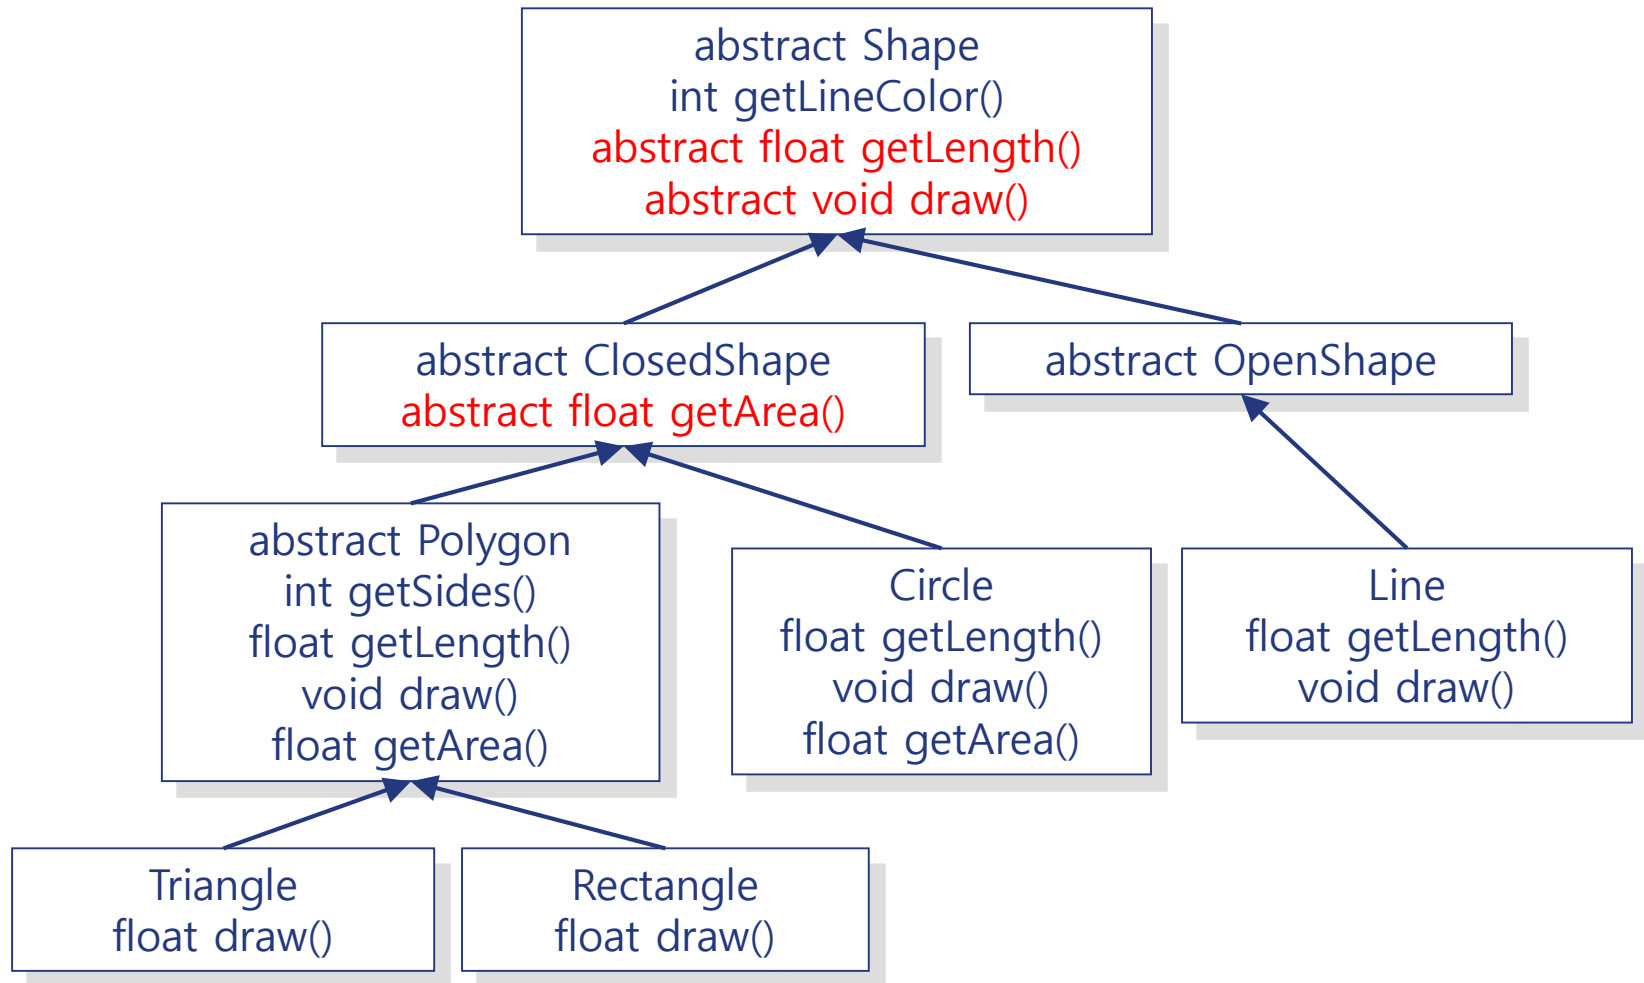 abstract Shape
int getLineColor()
abstract float getLength()
abstract void draw()
abstract ClosedShape
abstract float getArea()
abstract OpenShape
abstract Polygon
int getSides()
float getLength()
void draw()
float getArea()
Circle
float getLength()
void draw()
float getArea()
Line
float getLength()
void draw()
Triangle
float draw()
Rectangle
float draw()